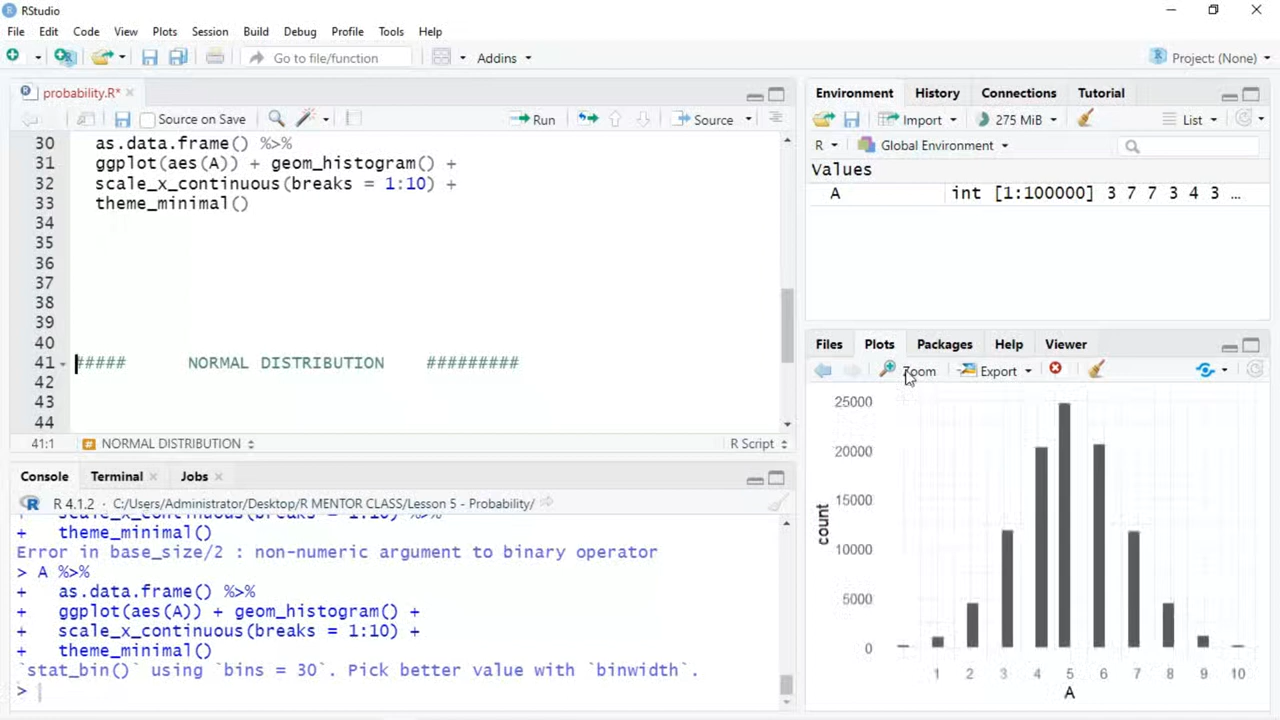 RStudio
File Edit Code View Plots Session Build Debug Profile Tools Help
Go to file/function Addins Project: (None)
probability.R*
Source on Save Run Source
30 as.data.frame() %>%
31 ggplot(aes(A)) + geom_histogram() +
32 scale_x_continuous(breaks = 1:10) +
33 theme_minimal()
34
35
36
37
38
39
40
41 ##### NORMAL DISTRIBUTION #########
42
43
44
41:1 NORMAL DISTRIBUTION R Script
Console Terminal Jobs
R 4.1.2 · C:/Users/Administrator/Desktop/R MENTOR CLASS/Lesson 5 - Probability/
+ scale_x_continuous(breaks = 1:10) %>%
+ theme_minimal()
Error in base_size/2 : non-numeric argument to binary operator
> A %>%
+ as.data.frame() %>%
+ ggplot(aes(A)) + geom_histogram() +
+ scale_x_continuous(breaks = 1:10) +
+ theme_minimal()
`stat_bin()` using `bins = 30`. Pick better value with `binwidth`.
>
Environment History Connections Tutorial
Import 275 MiB List
R Global Environment
Values
A int [1:100000] 3 7 7 3 4 3 ...
Files Plots Packages Help Viewer
Zoom Export
25000
20000
15000
10000
5000
0
count
1 2 3 4 5 6 7 8 9 10
A